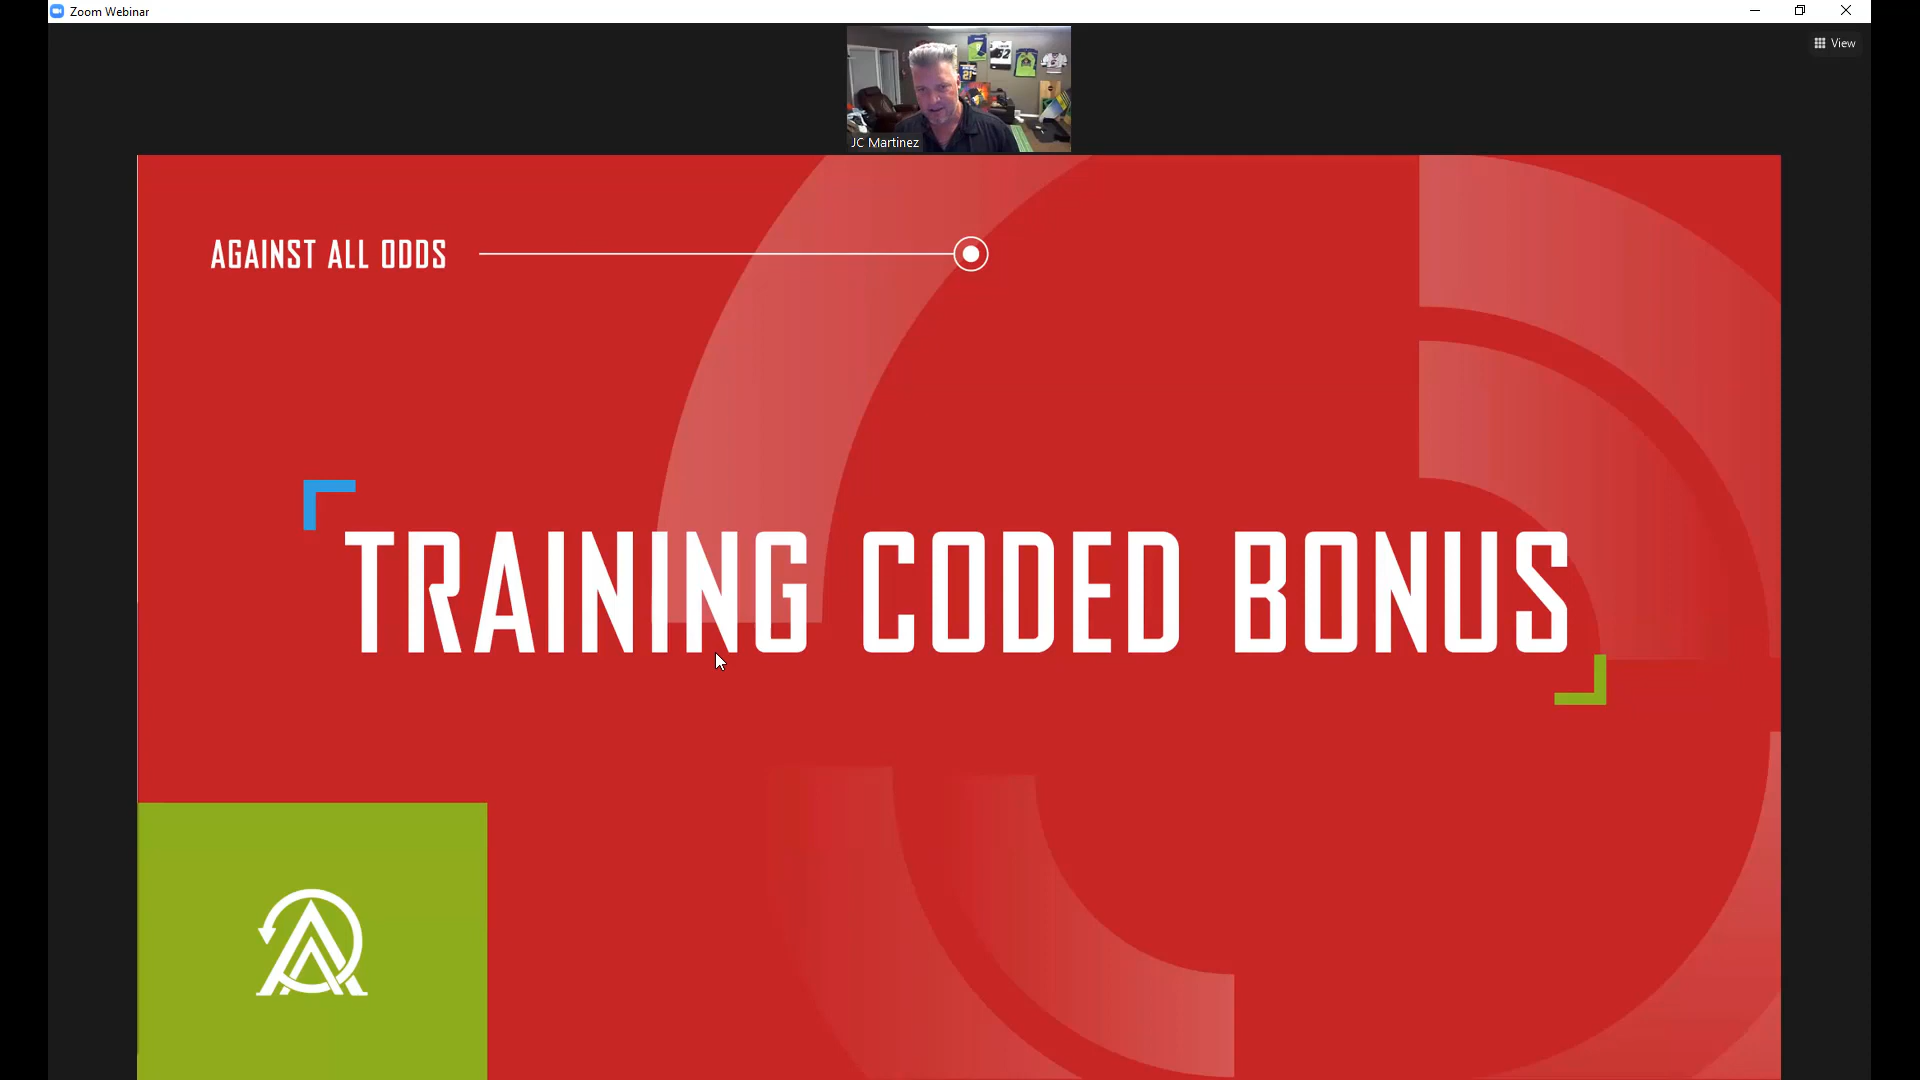 Zoom Webinar
View
JC Martinez
AGAINST ALL ODDS
TRAINING CODED BONUS